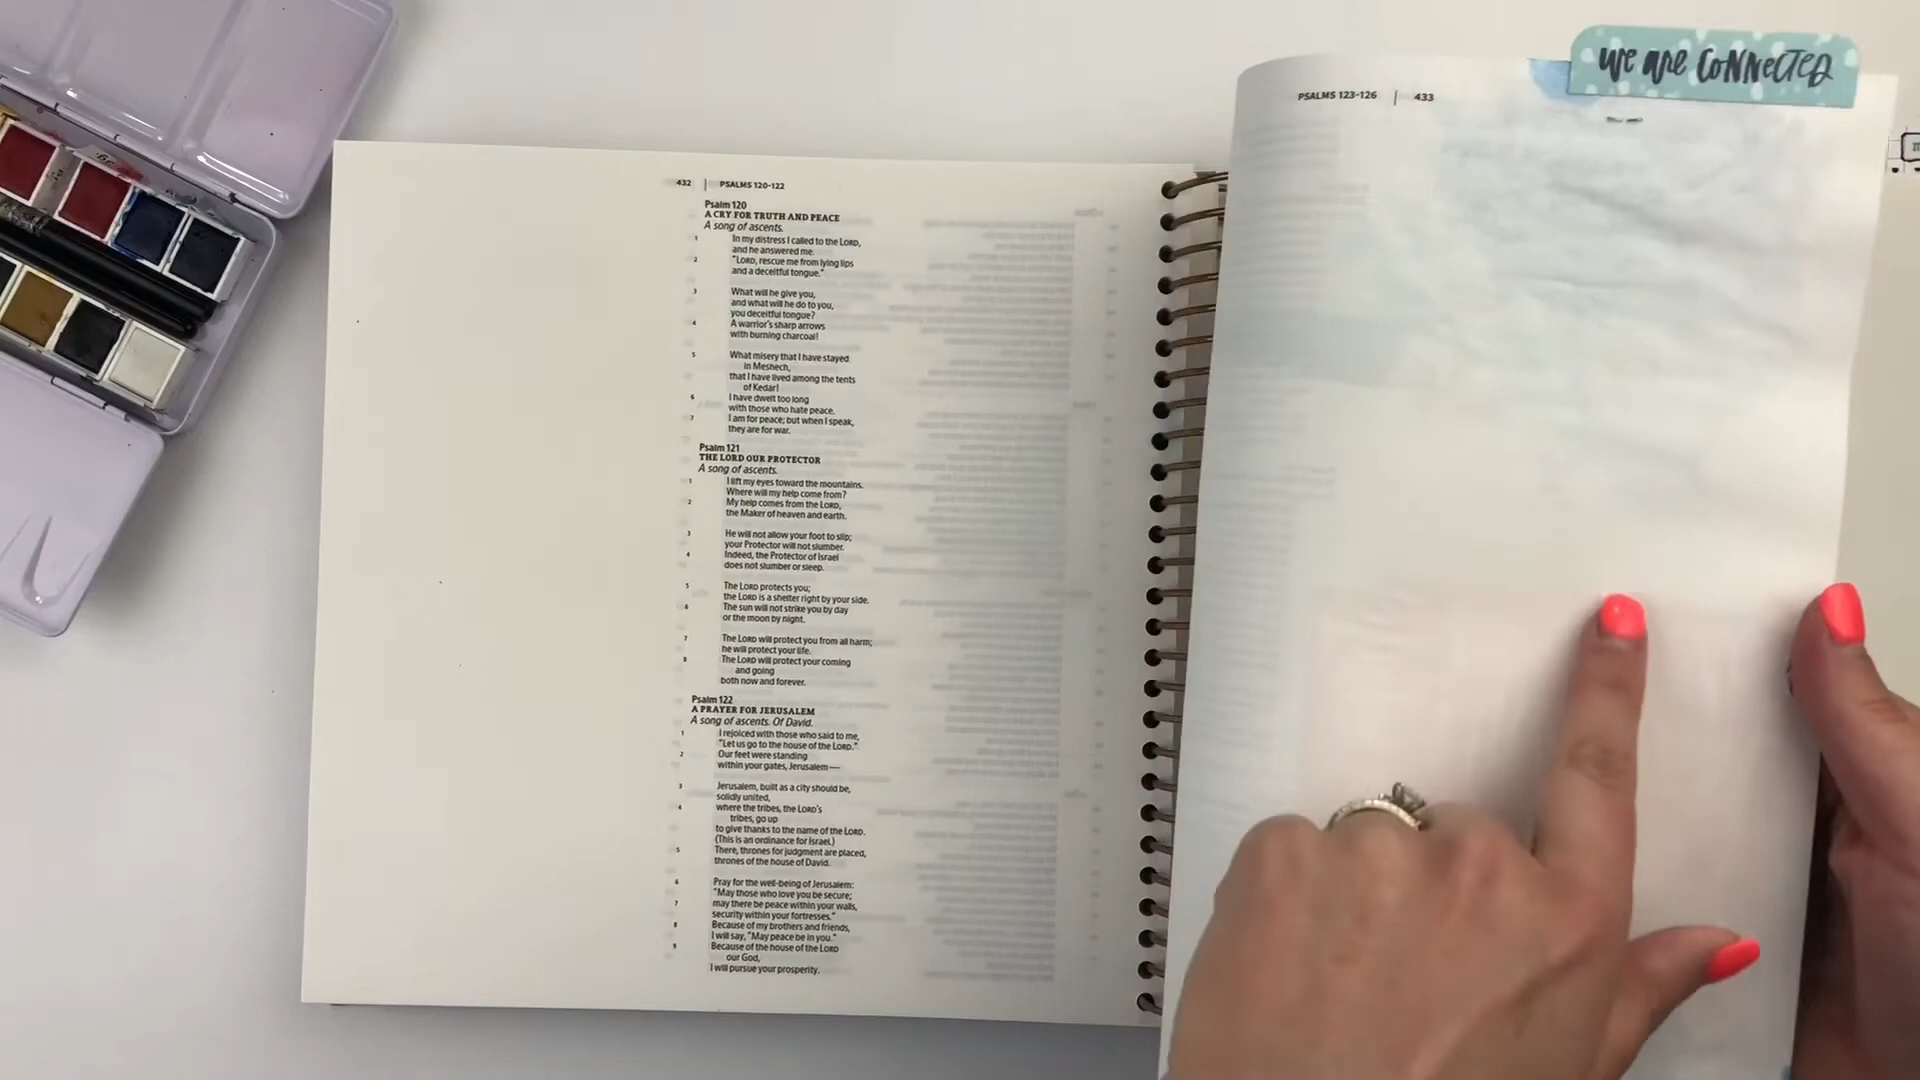 432 | PSALMS 120-122
Psalm 120
A CRY FOR TRUTH AND PEACE
A song of ascents.
1 In my distress I called to the LORD,
and he answered me.
2 "LORD, rescue me from lying lips
and a deceitful tongue."
3 What will he give you,
and what will he do to you,
you deceitful tongue?
4 A warrior's sharp arrows
with burning charcoal!
5 What misery that I have stayed
in Meshech,
that I have lived among the tents
of Kedar!
6 I have dwelt too long
with those who hate peace.
7 I am for peace; but when I speak,
they are for war.
Psalm 121
THE LORD OUR PROTECTOR
A song of ascents.
1 I lift my eyes toward the mountains.
Where will my help come from?
2 My help comes from the LORD,
the Maker of heaven and earth.
3 He will not allow your foot to slip;
your Protector will not slumber.
4 Indeed, the Protector of Israel
does not slumber or sleep.
5 The LORD protects you;
the LORD is a shelter right by your side.
6 The sun will not strike you by day
or the moon by night.
7 The LORD will protect you from all harm;
he will protect your life.
8 The LORD will protect your coming
and going
both now and forever.
Psalm 122
A PRAYER FOR JERUSALEM
A song of ascents. Of David.
1 I rejoiced with those who said to me,
"Let us go to the house of the LORD."
2 Our feet were standing
within your gates, Jerusalem—
3 Jerusalem, built as a city should be,
solidly united,
4 where the tribes, the LORD's
tribes, go up
to give thanks to the name of the LORD.
(This is an ordinance for Israel.)
5 There, thrones for judgment are placed,
thrones of the house of David.
6 Pray for the well-being of Jerusalem:
"May those who love you be secure;
7 may there be peace within your walls,
security within your fortresses."
8 Because of my brothers and friends,
I will say, "May peace be in you."
9 Because of the house of the LORD
our God,
I will pursue your prosperity.
PSALMS 123-126 | 433
We are CONNECTED